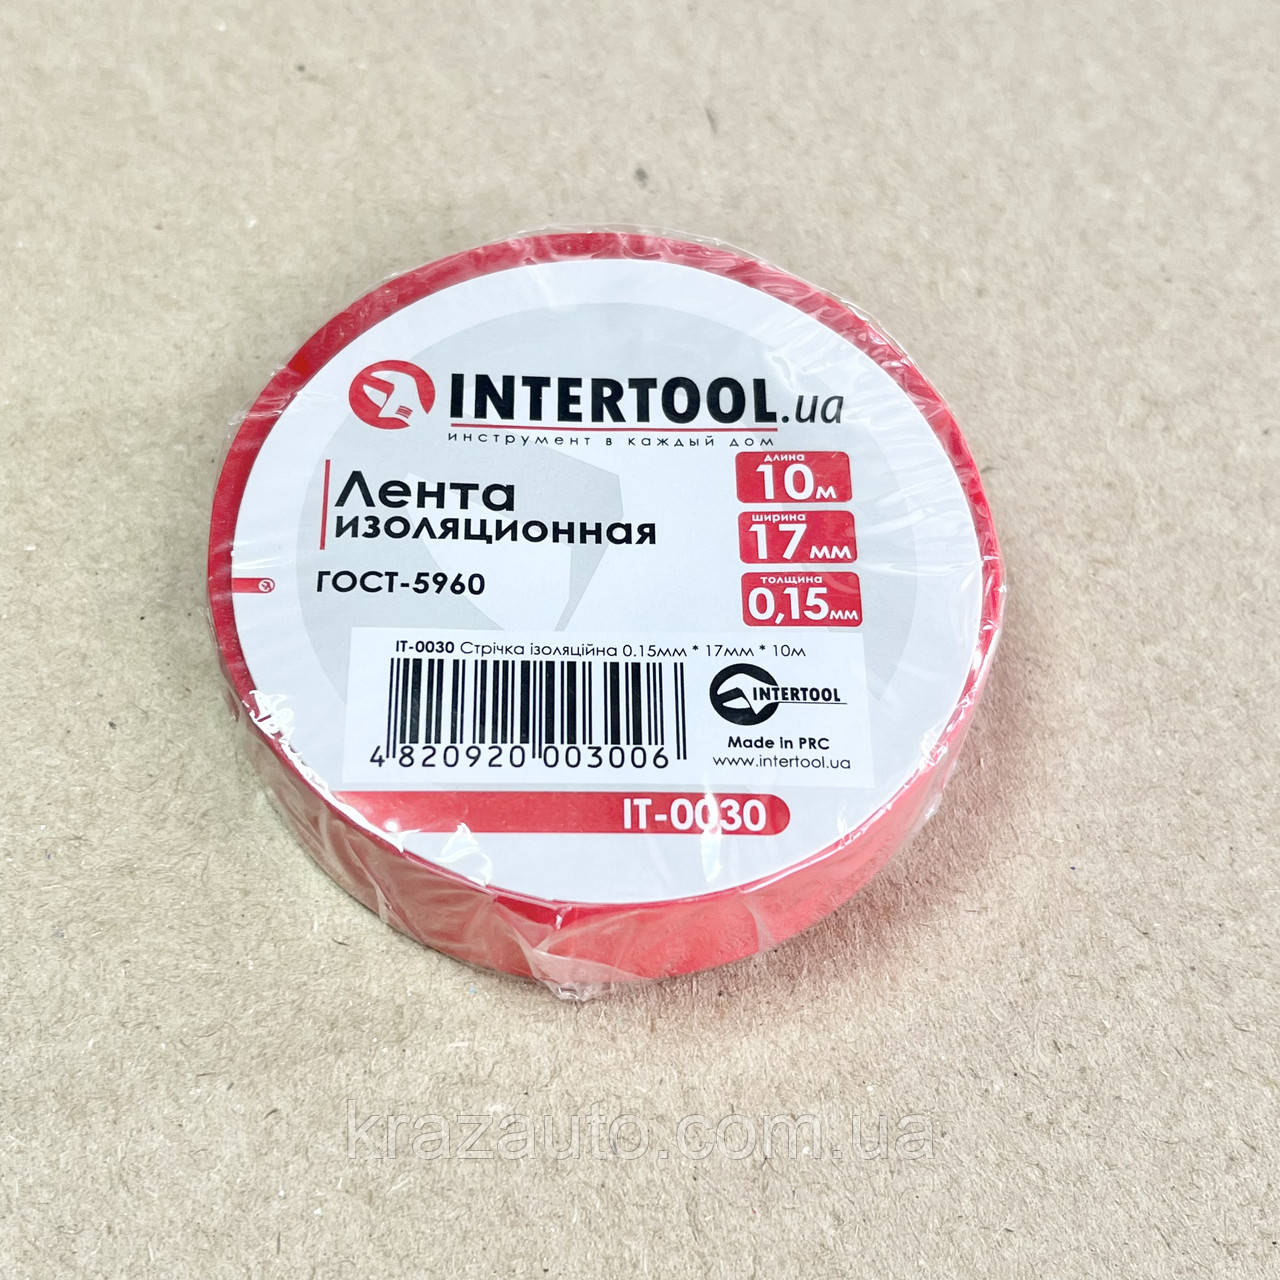 INTERTOOL.ua
инструмент в каждый дом
Лента
изоляционная
ГОСТ-5960
длина
10м
ширина
17мм
толщина
0,15мм
IT-0030 Стрічка ізоляційна 0.15мм * 17мм * 10м
INTERTOOL
4 820920 003006
Made in PRC
www.intertool.ua
IT-0030
krazauto.com.ua